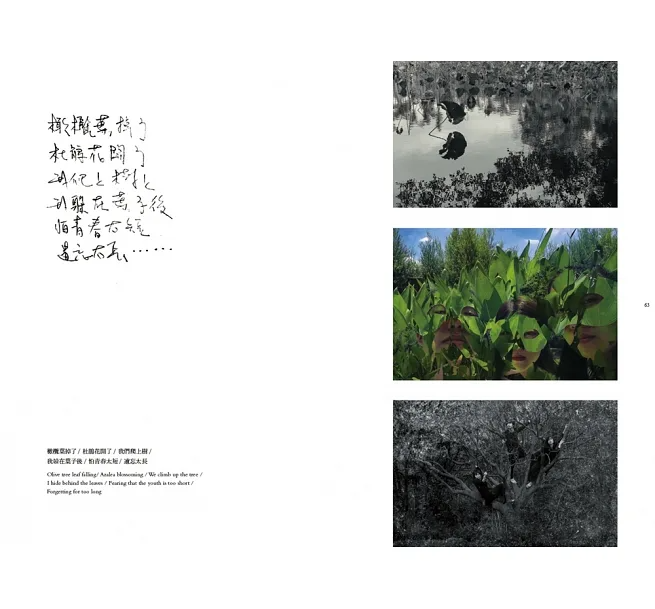 橄欖葉掉了
杜鵑花開了
我們上樹
我躲在葉子後
怕青春太短
遺忘太長……
63
橄欖葉掉了 / 杜鵑花開了 / 我們爬上樹 /
我躲在葉子後 / 怕青春太短 / 遺忘太長
Olive tree leaf falling / Azalea blossoming / We climb up the tree /
I hide behind the leaves / Fearing that the youth is too short /
Forgetting for too long